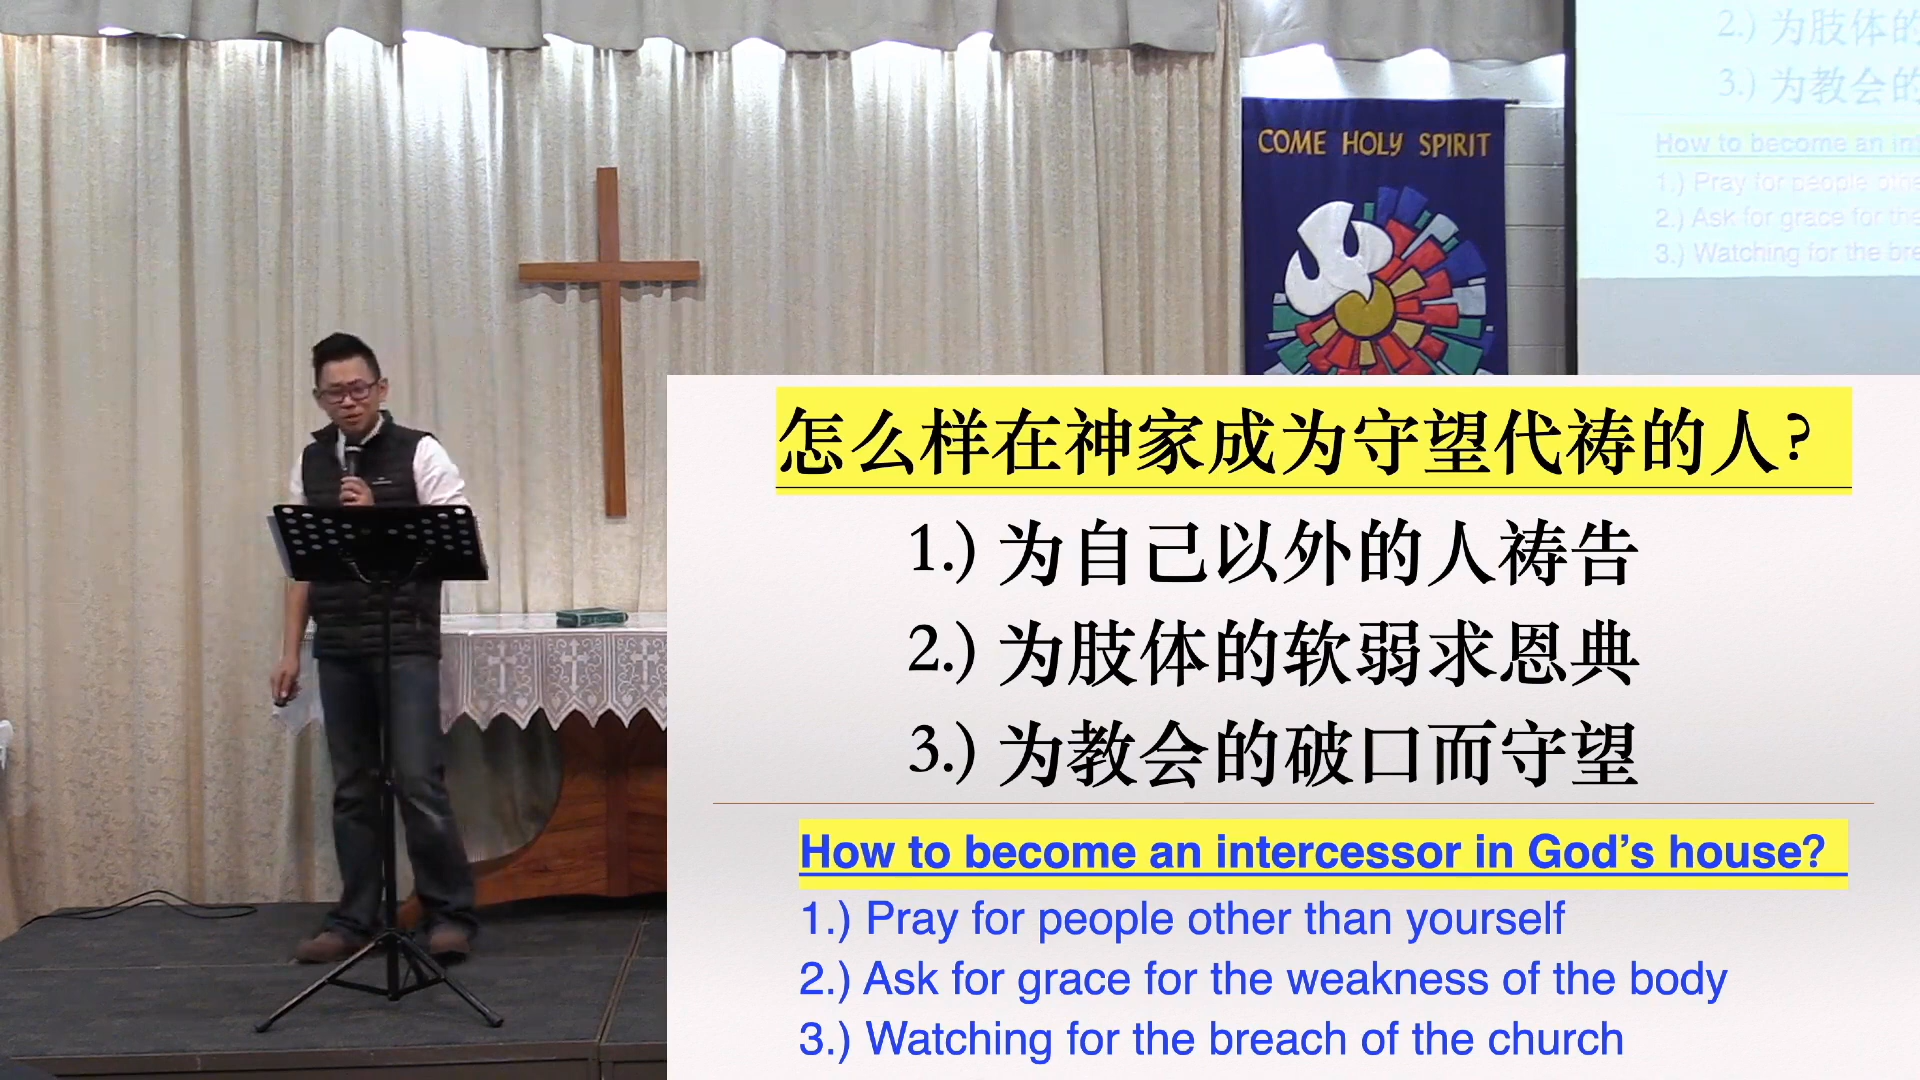 COME HOLY SPIRIT
2.) 为肢体的
3.) 为教会的
How to become an int
1.) Pray for people othe
2.) Ask for grace for the
3.) Watching for the bre
怎么样在神家成为守望代祷的人?
1.) 为自己以外的人祷告
2.) 为肢体的软弱求恩典
3.) 为教会的破口而守望
How to become an intercessor in God’s house?
1.) Pray for people other than yourself
2.) Ask for grace for the weakness of the body
3.) Watching for the breach of the church